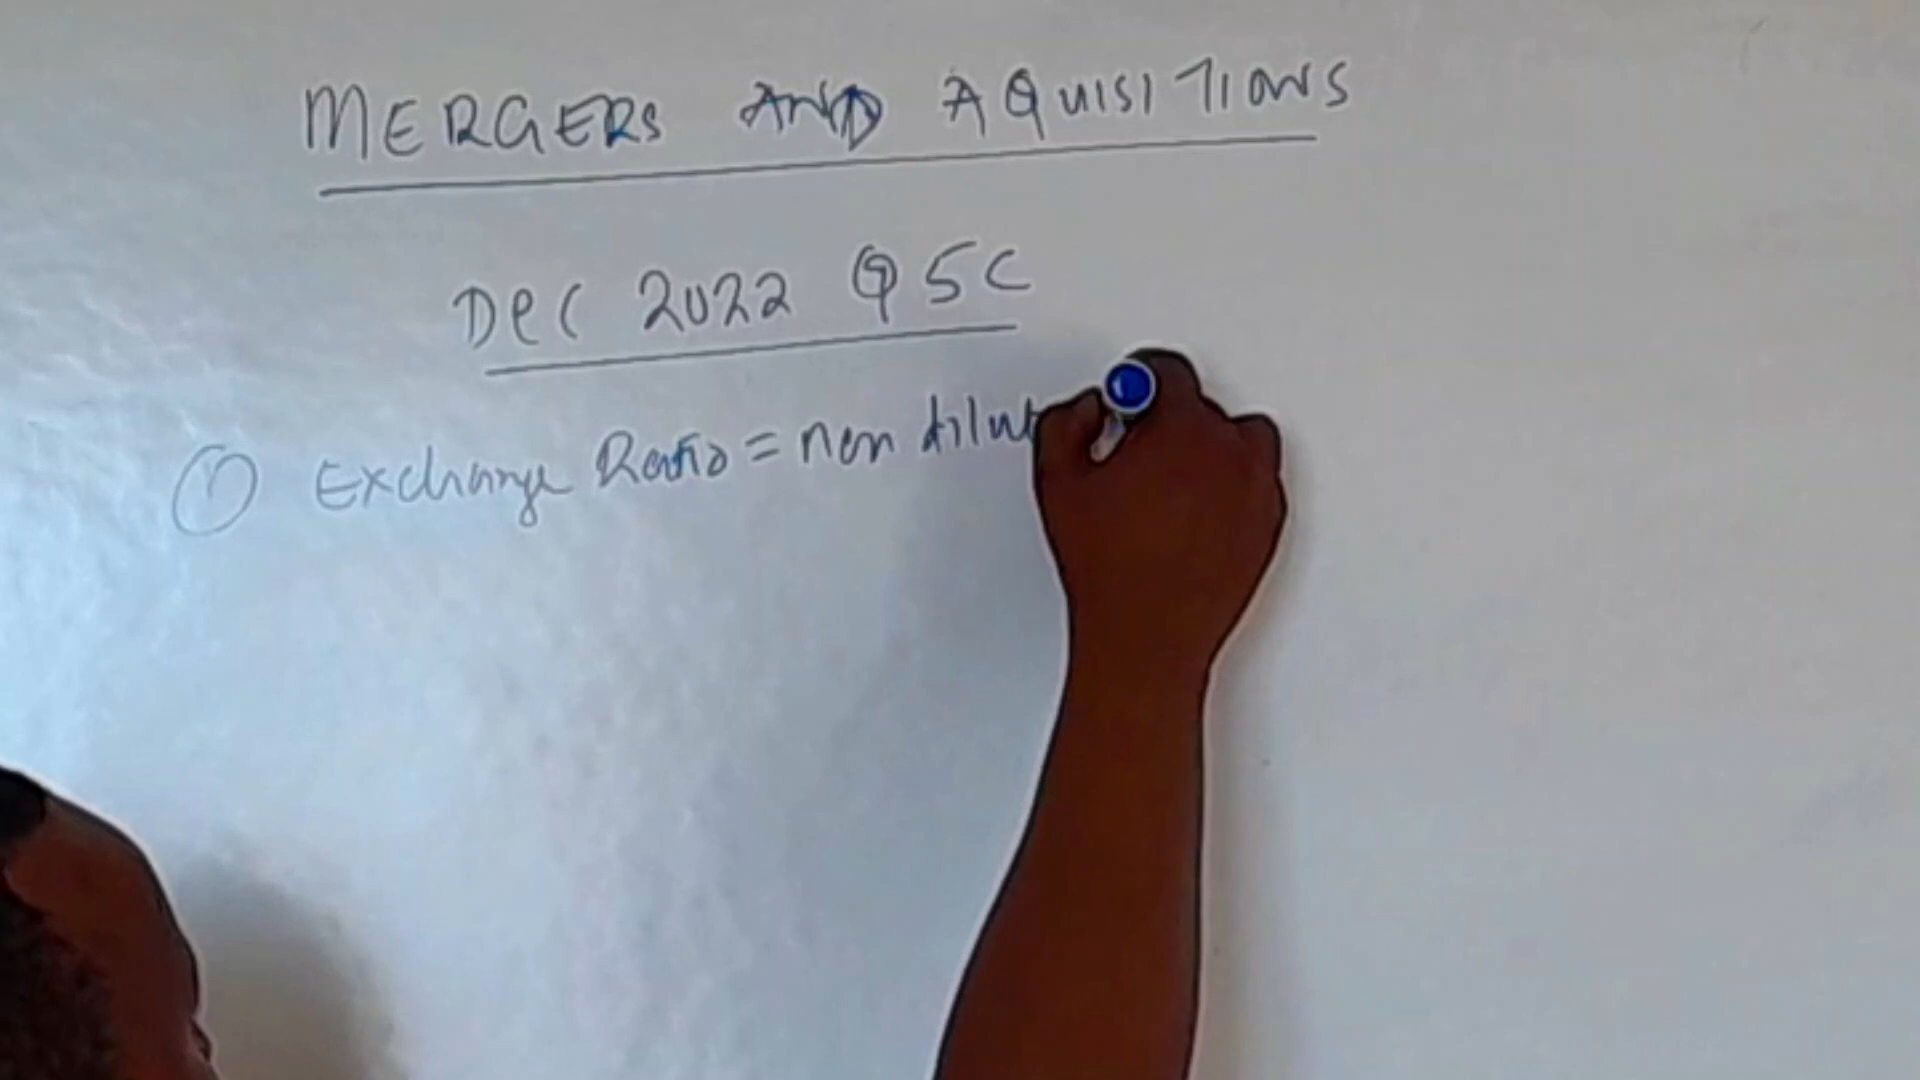 MERGERS AND AQUISITIONS
Dec 2022 Q5C
① Exchange Ratio = non dilut